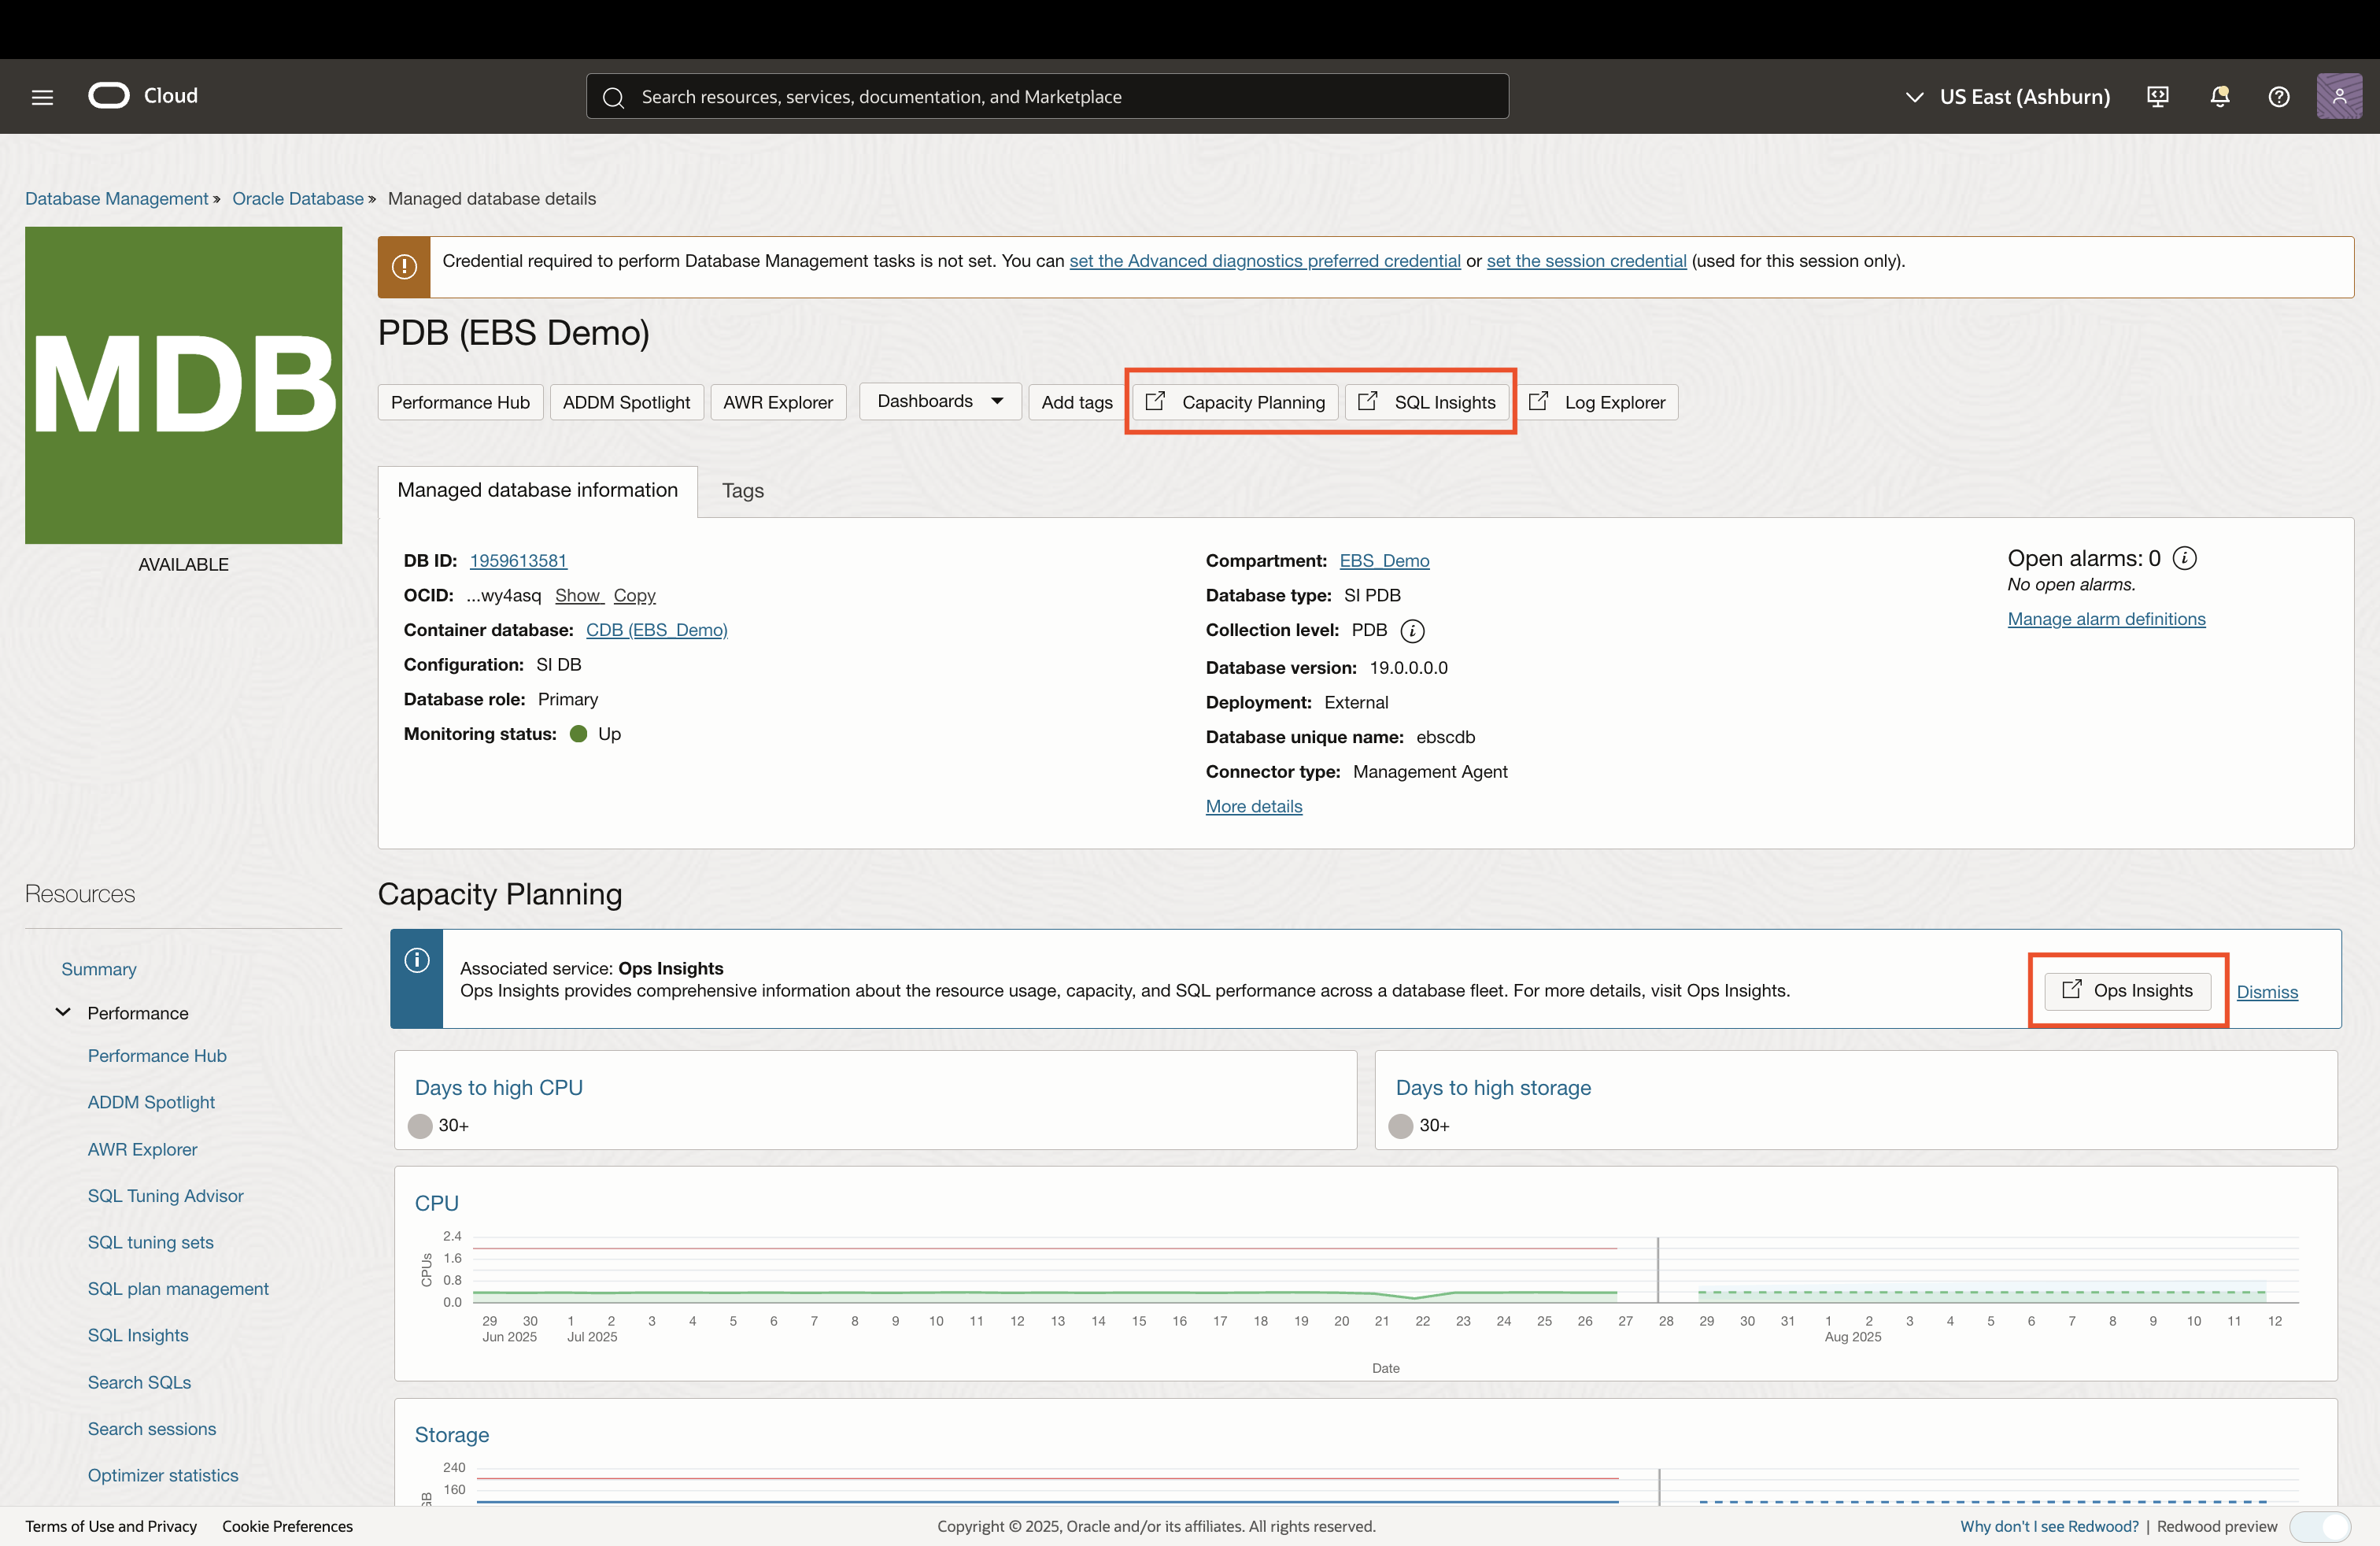 Cloud
Search resources, services, documentation, and Marketplace
US East (Ashburn)
Database Management » Oracle Database » Managed database details
MDB
AVAILABLE
Credential required to perform Database Management tasks is not set. You can set the Advanced diagnostics preferred credential or set the session credential (used for this session only).
PDB (EBS Demo)
Performance Hub ADDM Spotlight AWR Explorer Dashboards Add tags Capacity Planning SQL Insights Log Explorer
Managed database information Tags
DB ID: 1959613581
OCID: ...wy4asq Show Copy
Container database: CDB (EBS_Demo)
Configuration: SI DB
Database role: Primary
Monitoring status: Up
Compartment: EBS_Demo
Database type: SI PDB
Collection level: PDB
Database version: 19.0.0.0.0
Deployment: External
Database unique name: ebscdb
Connector type: Management Agent
More details
Open alarms: 0
No open alarms.
Manage alarm definitions
Resources
Summary
Performance
Performance Hub
ADDM Spotlight
AWR Explorer
SQL Tuning Advisor
SQL tuning sets
SQL plan management
SQL Insights
Search SQLs
Search sessions
Optimizer statistics
Capacity Planning
Associated service: Ops Insights
Ops Insights provides comprehensive information about the resource usage, capacity, and SQL performance across a database fleet. For more details, visit Ops Insights.
Ops Insights Dismiss
Days to high CPU
30+
Days to high storage
30+
CPU
CPUs
2.4
1.6
0.8
0.0
29 30 1 2 3 4 5 6 7 8 9 10 11 12 13 14 15 16 17 18 19 20 21 22 23 24 25 26 27 28 29 30 31 1 2 3 4 5 6 7 8 9 10 11 12
Jun 2025 Jul 2025 Aug 2025
Date
Storage
240
160
GB
Terms of Use and Privacy Cookie Preferences
Copyright © 2025, Oracle and/or its affiliates. All rights reserved.
Why don't I see Redwood? | Redwood preview